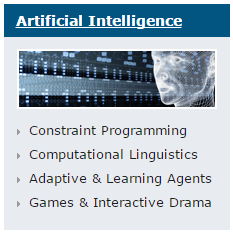 Artificial Intelligence
Constraint Programming
Computational Linguistics
Adaptive & Learning Agents
Games & Interactive Drama